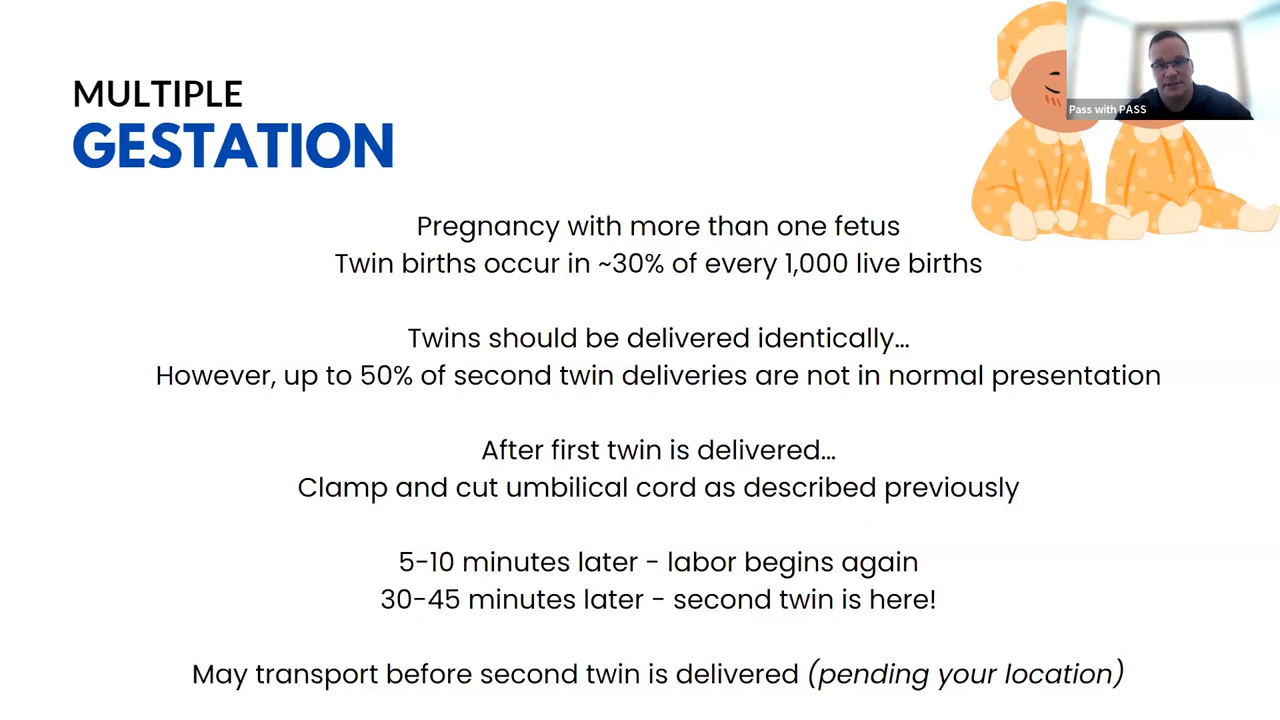 MULTIPLE
GESTATION
Pass with PASS
Pregnancy with more than one fetus
Twin births occur in ~30% of every 1,000 live births
Twins should be delivered identically...
However, up to 50% of second twin deliveries are not in normal presentation
After first twin is delivered...
Clamp and cut umbilical cord as described previously
5-10 minutes later - labor begins again
30-45 minutes later - second twin is here!
May transport before second twin is delivered (pending your location)